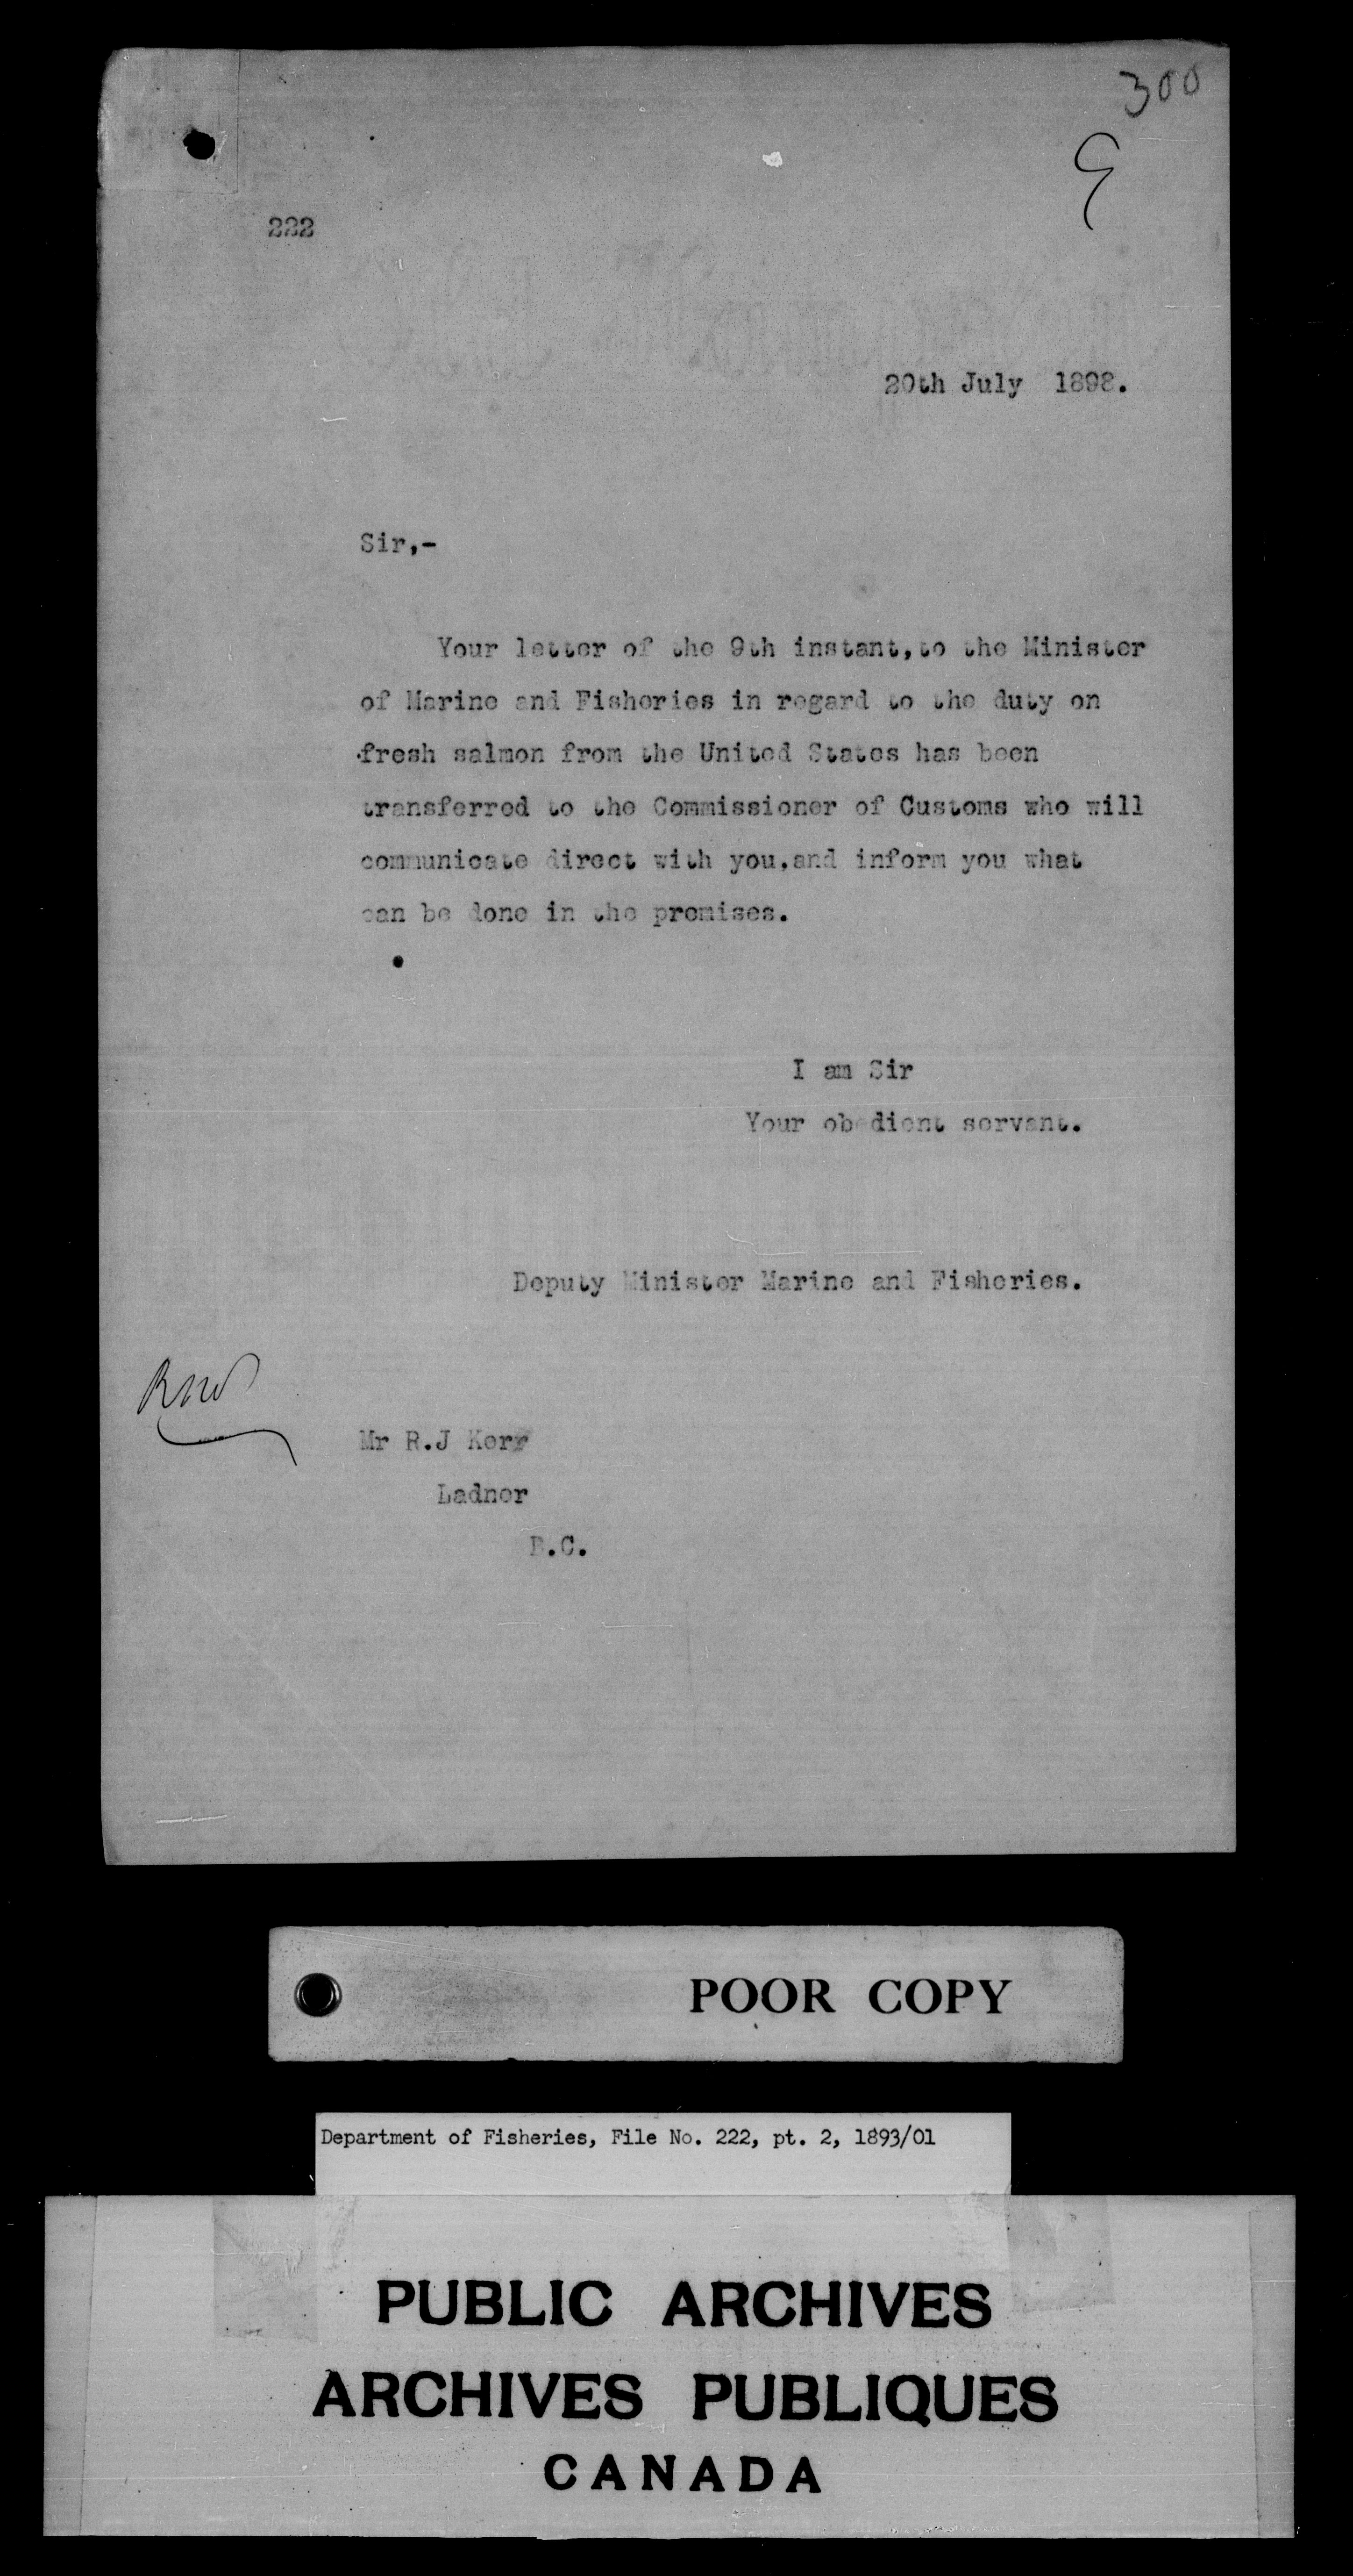 300
222
20th July 1898.
Sir,-
Your letter of the 9th instant, to the Minister
of Marine and Fisheries in regard to the duty on
fresh salmon from the United States has been
transferred to the Commissioner of Customs who will
communicate direct with you, and inform you what
can be done in the premises.
I am Sir
Your obedient servant.
Deputy Minister Marine and Fisheries.
Mr R.J Kerr
Ladner
B.C.
POOR COPY
Department of Fisheries, File No. 222, pt. 2, 1893/01
PUBLIC ARCHIVES
ARCHIVES PUBLIQUES
CANADA